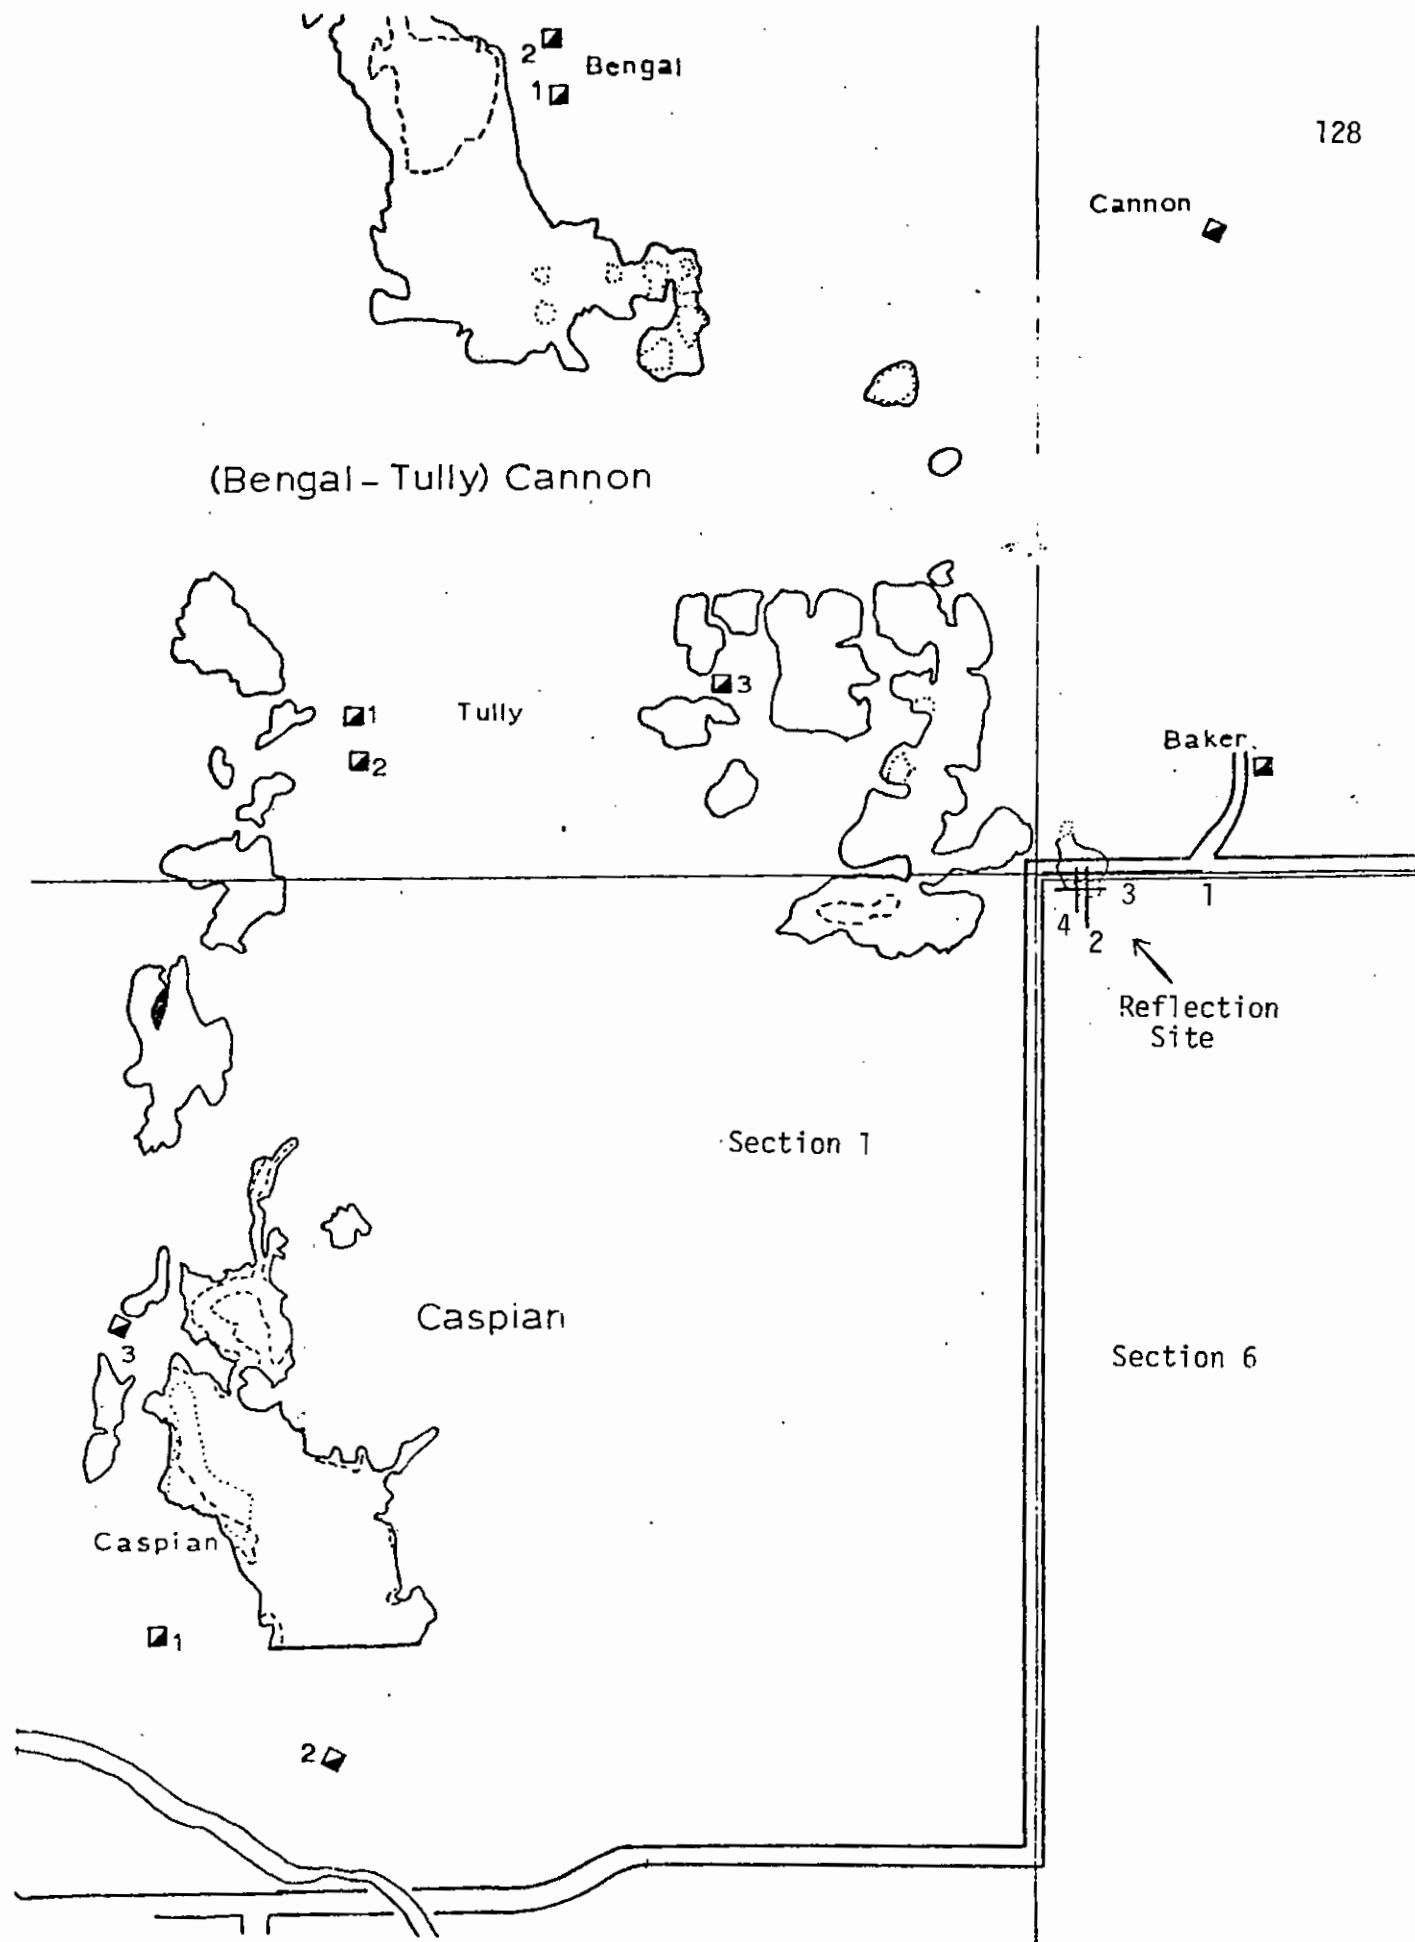 2
Bengal
1
128
Cannon
(Bengal-Tully) Cannon
3
1
Tully
2
Baker
3
1
4
2
Reflection
Site
Section 1
Caspian
3
Section 6
Caspian
1
2